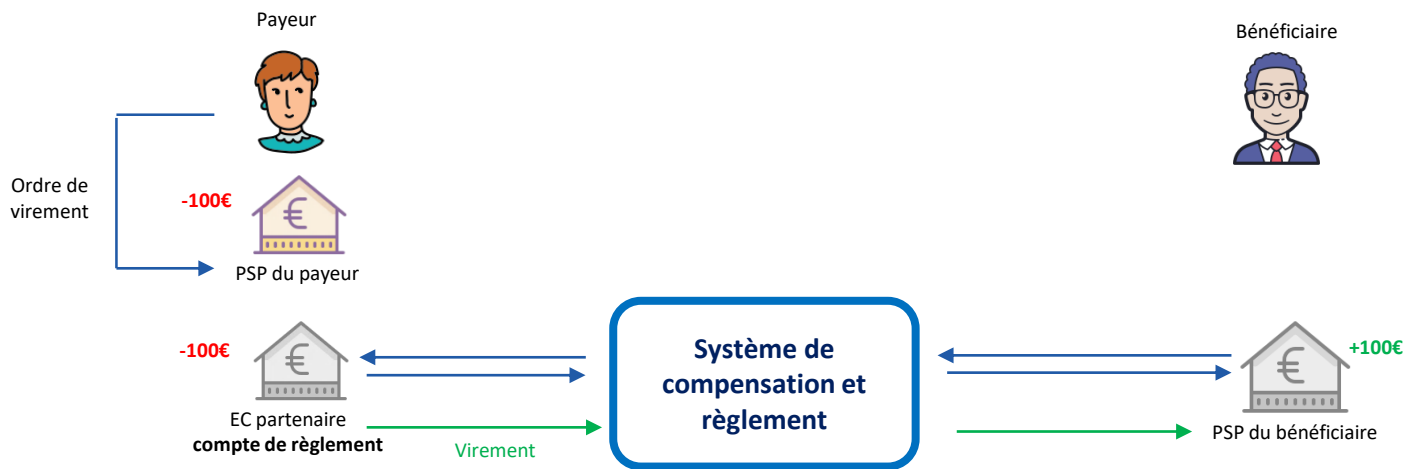 Payeur
Bénéficiaire
Ordre de
virement
-100€
PSP du payeur
-100€
EC partenaire
compte de règlement
Virement
Système de
compensation et
règlement
+100€
PSP du bénéficiaire